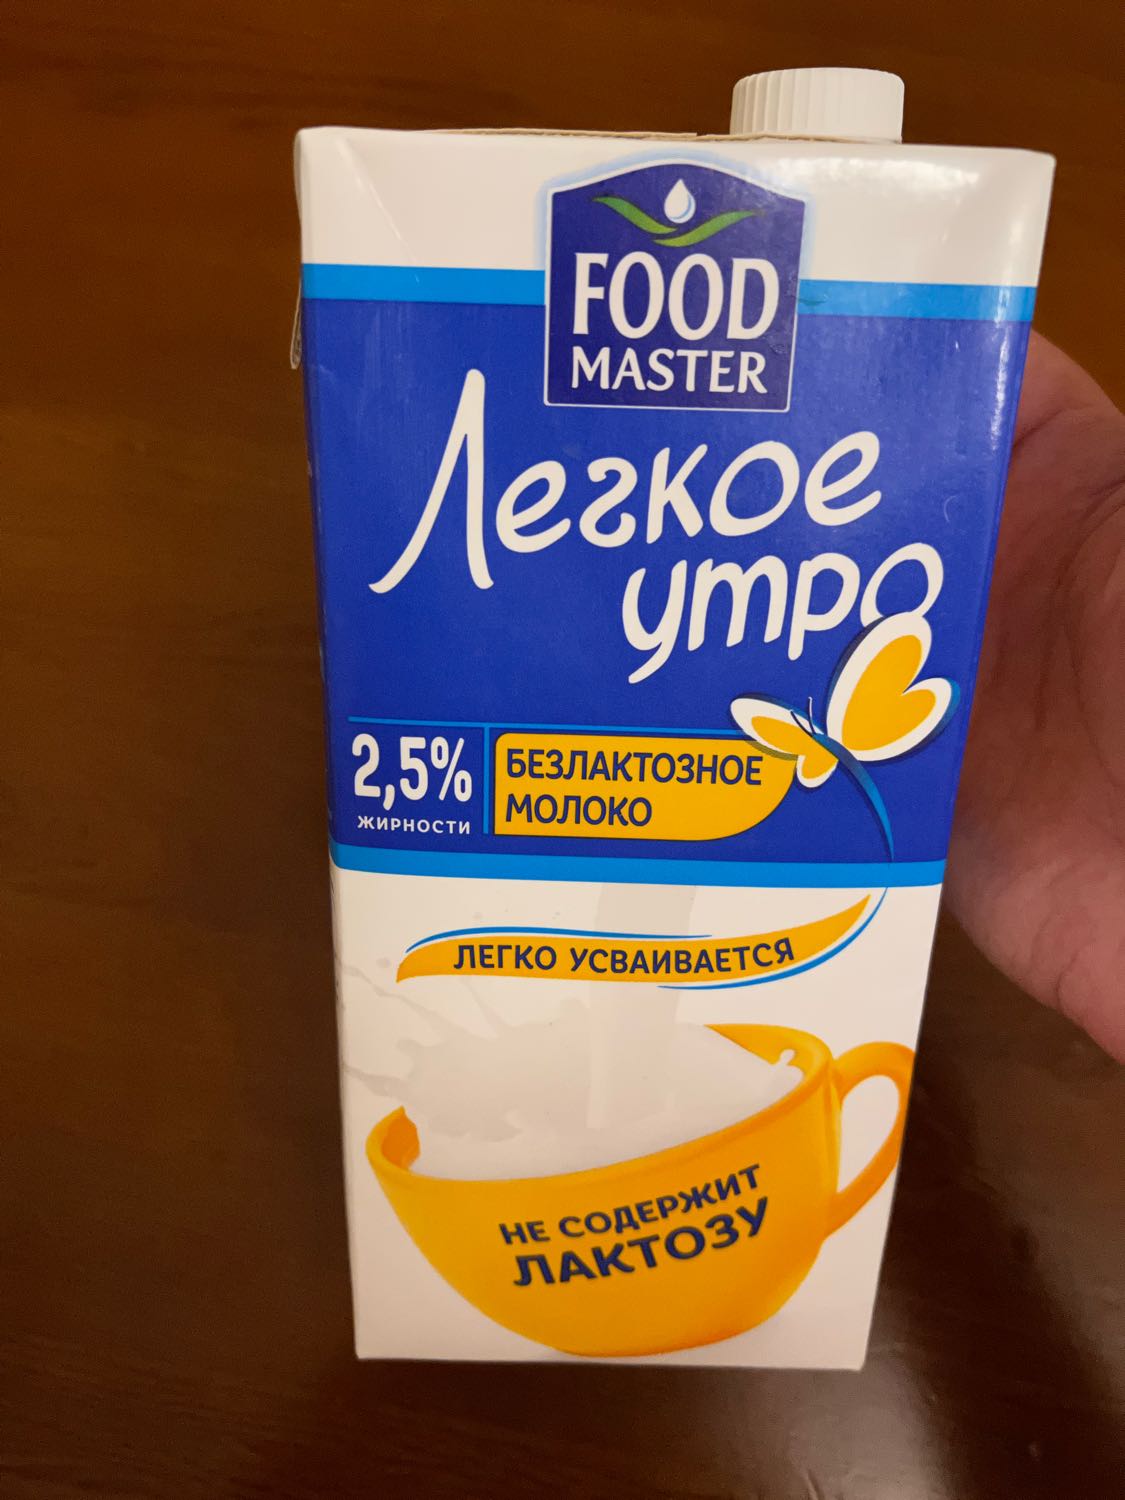 FOOD
MASTER
Легкое
утро
2,5%
ЖИРНОСТИ
БЕЗЛАКТОЗНОЕ
МОЛОКО
ЛЕГКО УСВАИВАЕТСЯ
НЕ СОДЕРЖИТ
ЛАКТОЗУ